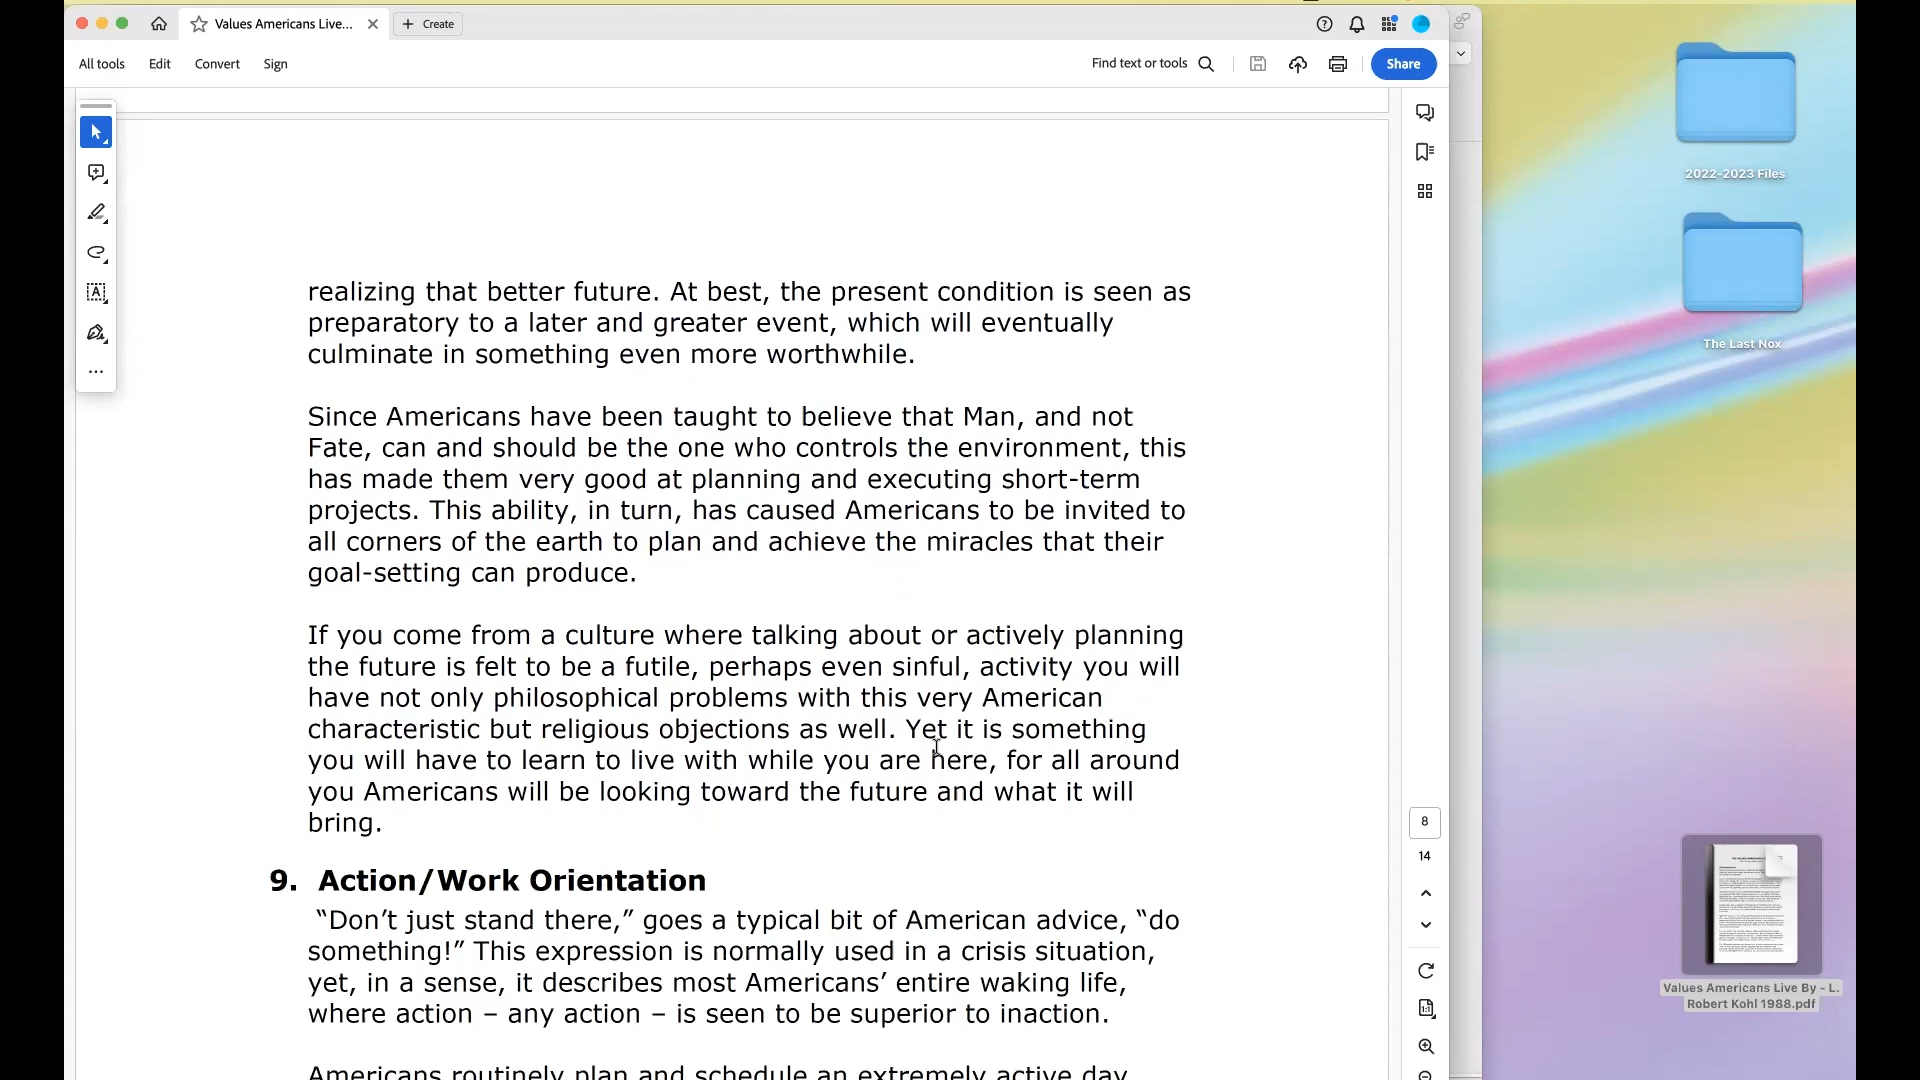 Values Americans Live...
Create
All tools
Edit
Convert
Sign
Find text or tools
Share
realizing that better future. At best, the present condition is seen as
preparatory to a later and greater event, which will eventually
culminate in something even more worthwhile.
Since Americans have been taught to believe that Man, and not
Fate, can and should be the one who controls the environment, this
has made them very good at planning and executing short-term
projects. This ability, in turn, has caused Americans to be invited to
all corners of the earth to plan and achieve the miracles that their
goal-setting can produce.
If you come from a culture where talking about or actively planning
the future is felt to be a futile, perhaps even sinful, activity you will
have not only philosophical problems with this very American
characteristic but religious objections as well. Yet it is something
you will have to learn to live with while you are here, for all around
you Americans will be looking toward the future and what it will
bring.
9. Action/Work Orientation
“Don’t just stand there,” goes a typical bit of American advice, “do
something!” This expression is normally used in a crisis situation,
yet, in a sense, it describes most Americans’ entire waking life,
where action – any action – is seen to be superior to inaction.
Americans routinely plan and schedule an extremely active day.
8
14
2022-2023 Files
The Last Nox
Values Americans Live By - L.
Robert Kohl 1988.pdf